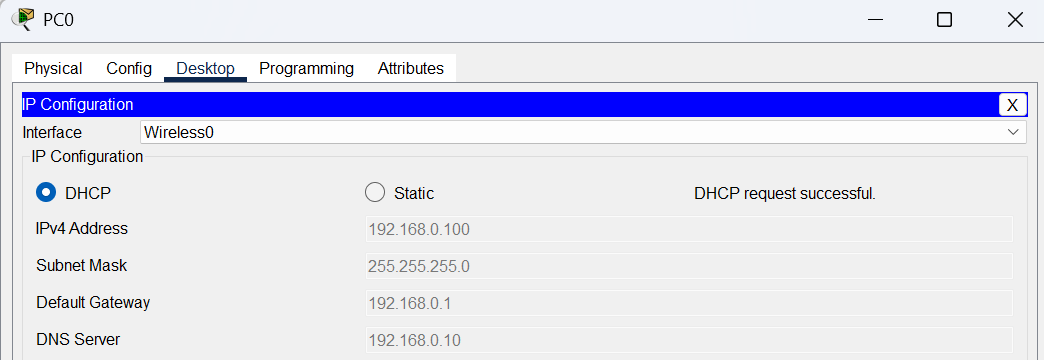 PC0
Physical Config Desktop Programming Attributes
IP Configuration X
Interface Wireless0
IP Configuration
DHCP Static DHCP request successful.
IPv4 Address 192.168.0.100
Subnet Mask 255.255.255.0
Default Gateway 192.168.0.1
DNS Server 192.168.0.10